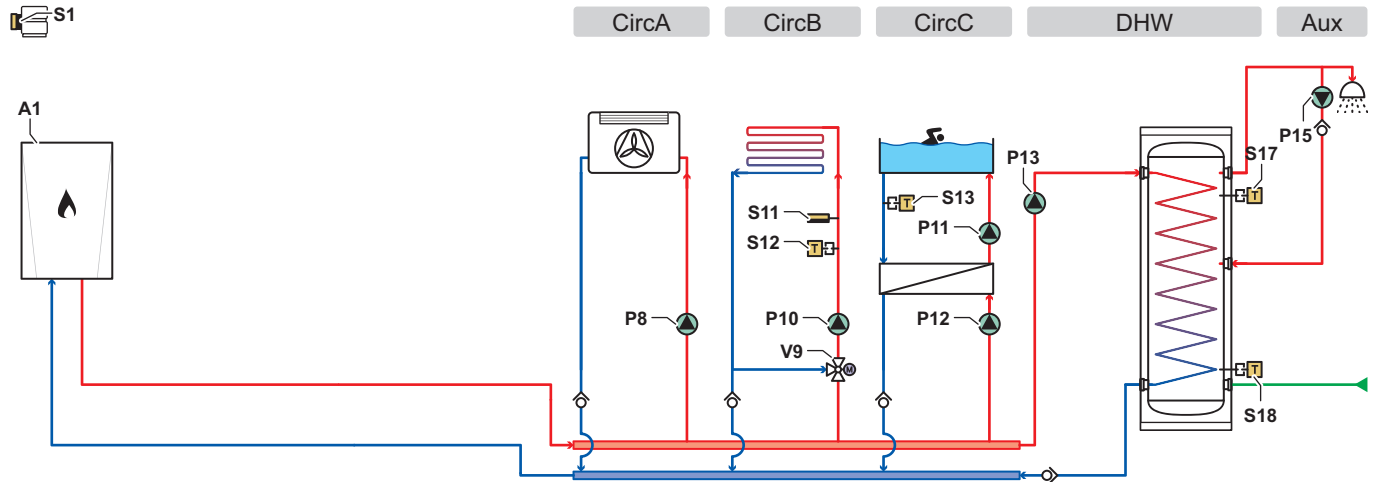 S1
CircA
CircB
CircC
DHW
Aux
A1
P15
P13
S17
S11
S13
S12
P11
P8
P10
P12
V9
M
T
T
T
T
S18